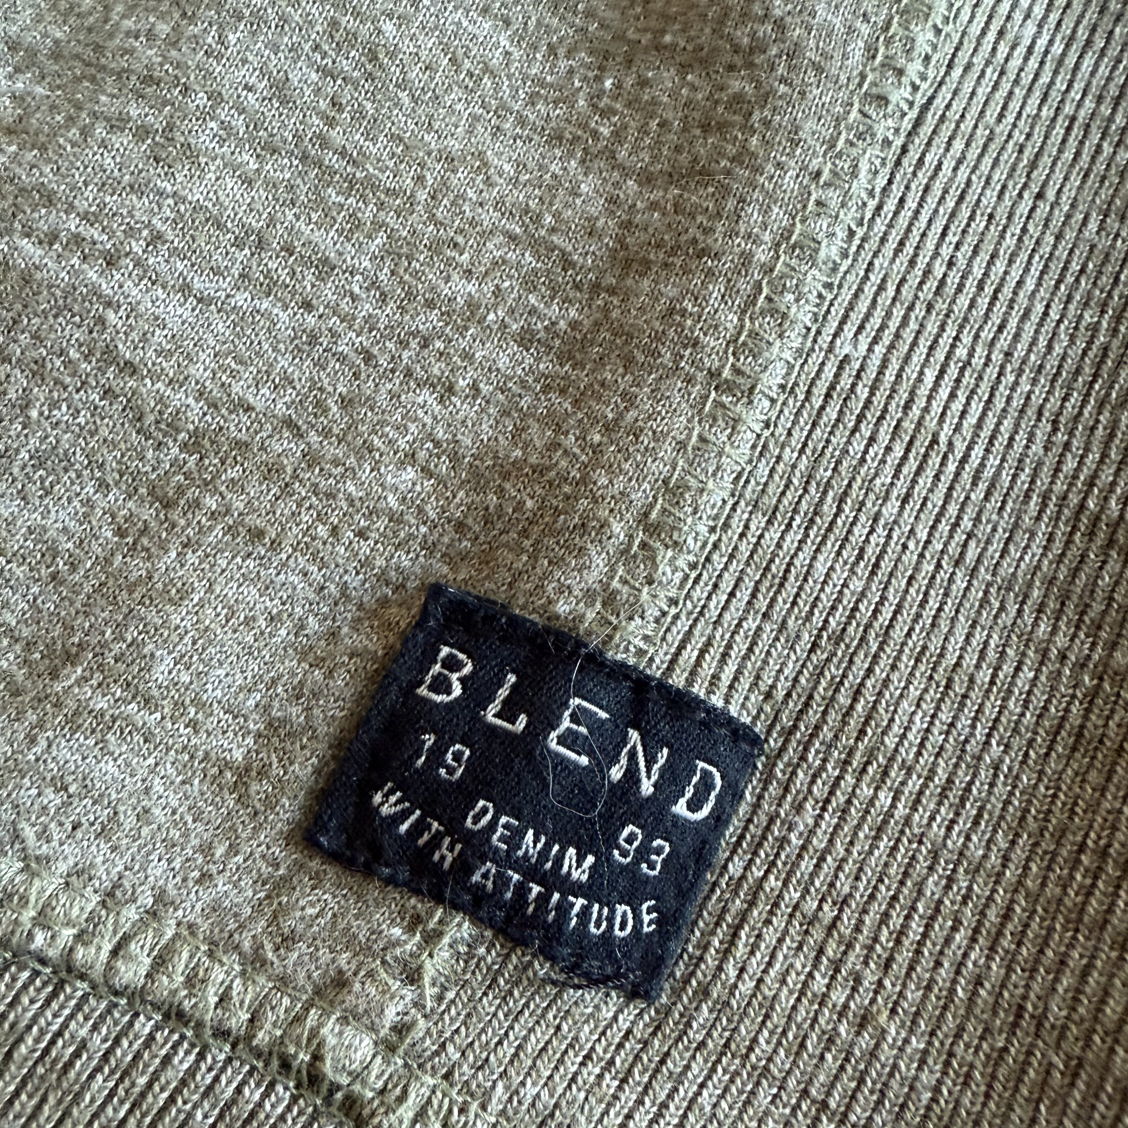 BLEND
19 93
DENIM
WITH ATTITUDE